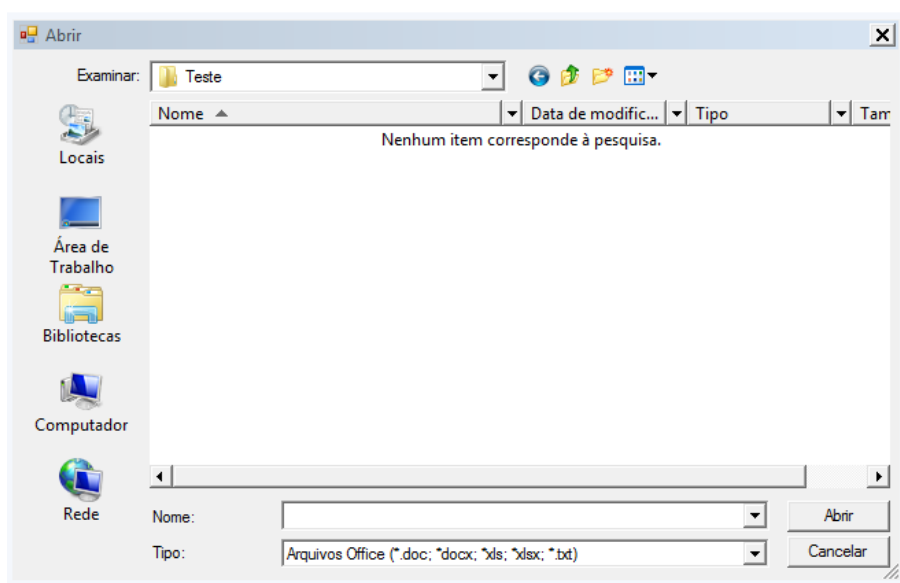 Abrir
Examinar: Teste
Nome Data de modific... Tipo Tam
Nenhum item corresponde à pesquisa.
Locais
Área de
Trabalho
Bibliotecas
Computador
Rede
Nome: Abrir
Tipo: Arquivos Office (*.doc; *docx; *xls; *xlsx; *.txt) Cancelar